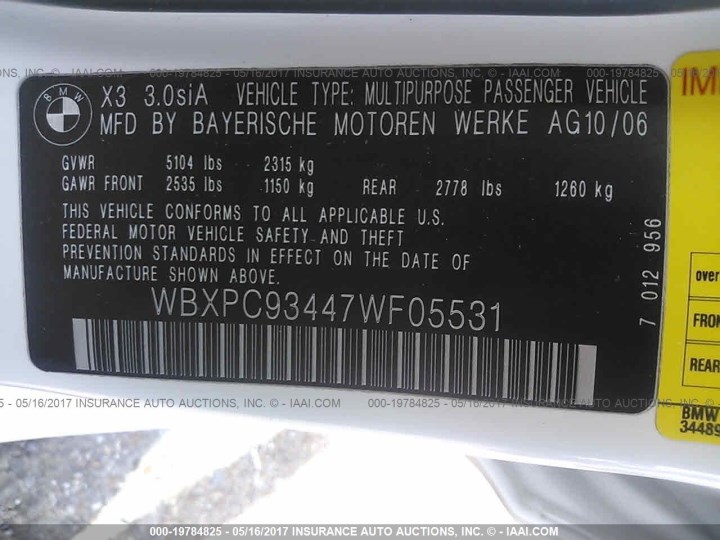 000-19784825 - 05/16/2017 INSURANCE AUTO AUCTIONS, INC. - © - IAAI.COM
BMW
X3 3.0siA VEHICLE TYPE: MULTIPURPOSE PASSENGER VEHICLE
MFD BY BAYERISCHE MOTOREN WERKE AG10/06
GVWR 5104 lbs 2315 kg
GAWR FRONT 2535 lbs 1150 kg REAR 2778 lbs 1260 kg
THIS VEHICLE CONFORMS TO ALL APPLICABLE U.S.
FEDERAL MOTOR VEHICLE SAFETY AND THEFT
PREVENTION STANDARDS IN EFFECT ON THE DATE OF
MANUFACTURE SHOWN ABOVE.
WBXPC93447WF05531
7 012 956
over
FRON
REAR
BMW
34489
- 05/16/2017 INSURANCE AUTO AUCTIONS, INC. - © - IAAI.COM
000-19784825 - 05/16/2017 INSURANCE AUTO AUCTIONS, INC. - © - IAAI.COM
000-19784825 - 05/16/2017 INSURANCE AUTO AUCTIONS, INC. - © - IAAI.COM